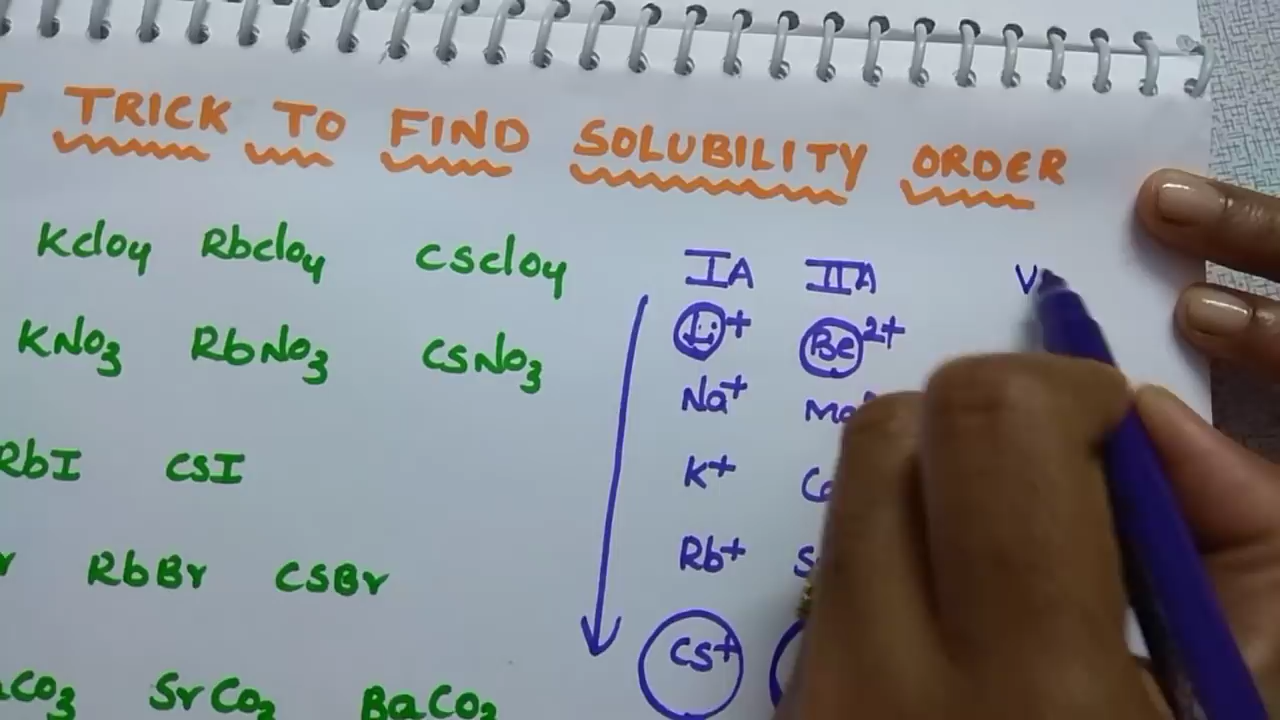 TRICK TO FIND SOLUBILITY ORDER
Kclo4 Rbclo4 csclo4
KNO3 RbNO3 CSNO3
RbI CSI
RbBr CSBr
CO3 SrCO3 BaCO3
IA IIA
Li+ Be2+
Na+
K+
Rb+
Cs+